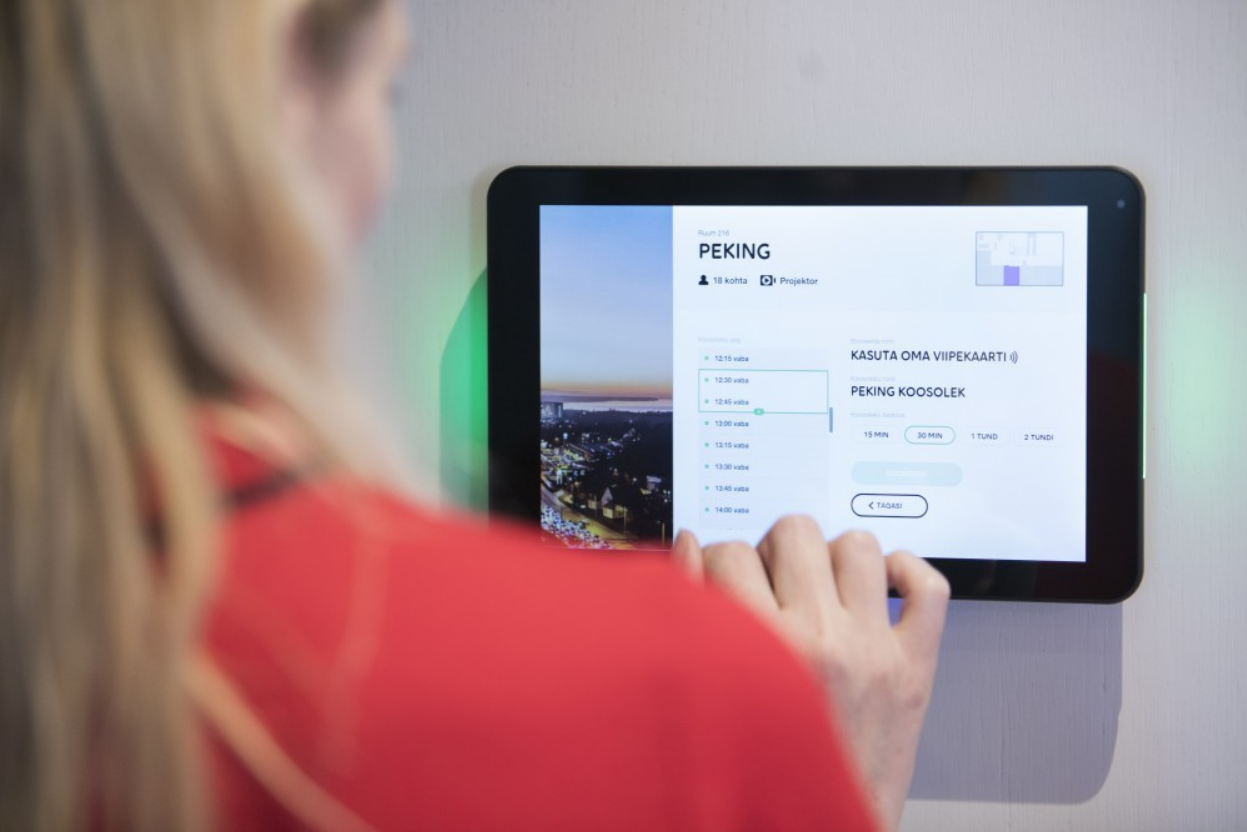 Ruum 216
PEKING
18 kohta Projektor
12:15 vaba
12:30 vaba
12:45 vaba
13:00 vaba
13:15 vaba
13:30 vaba
13:45 vaba
14:00 vaba
KASUTA OMA VIIPEKAARTI
PEKING KOOSOLEK
15 MIN 30 MIN 1 TUND 2 TUNDI
TAGASI